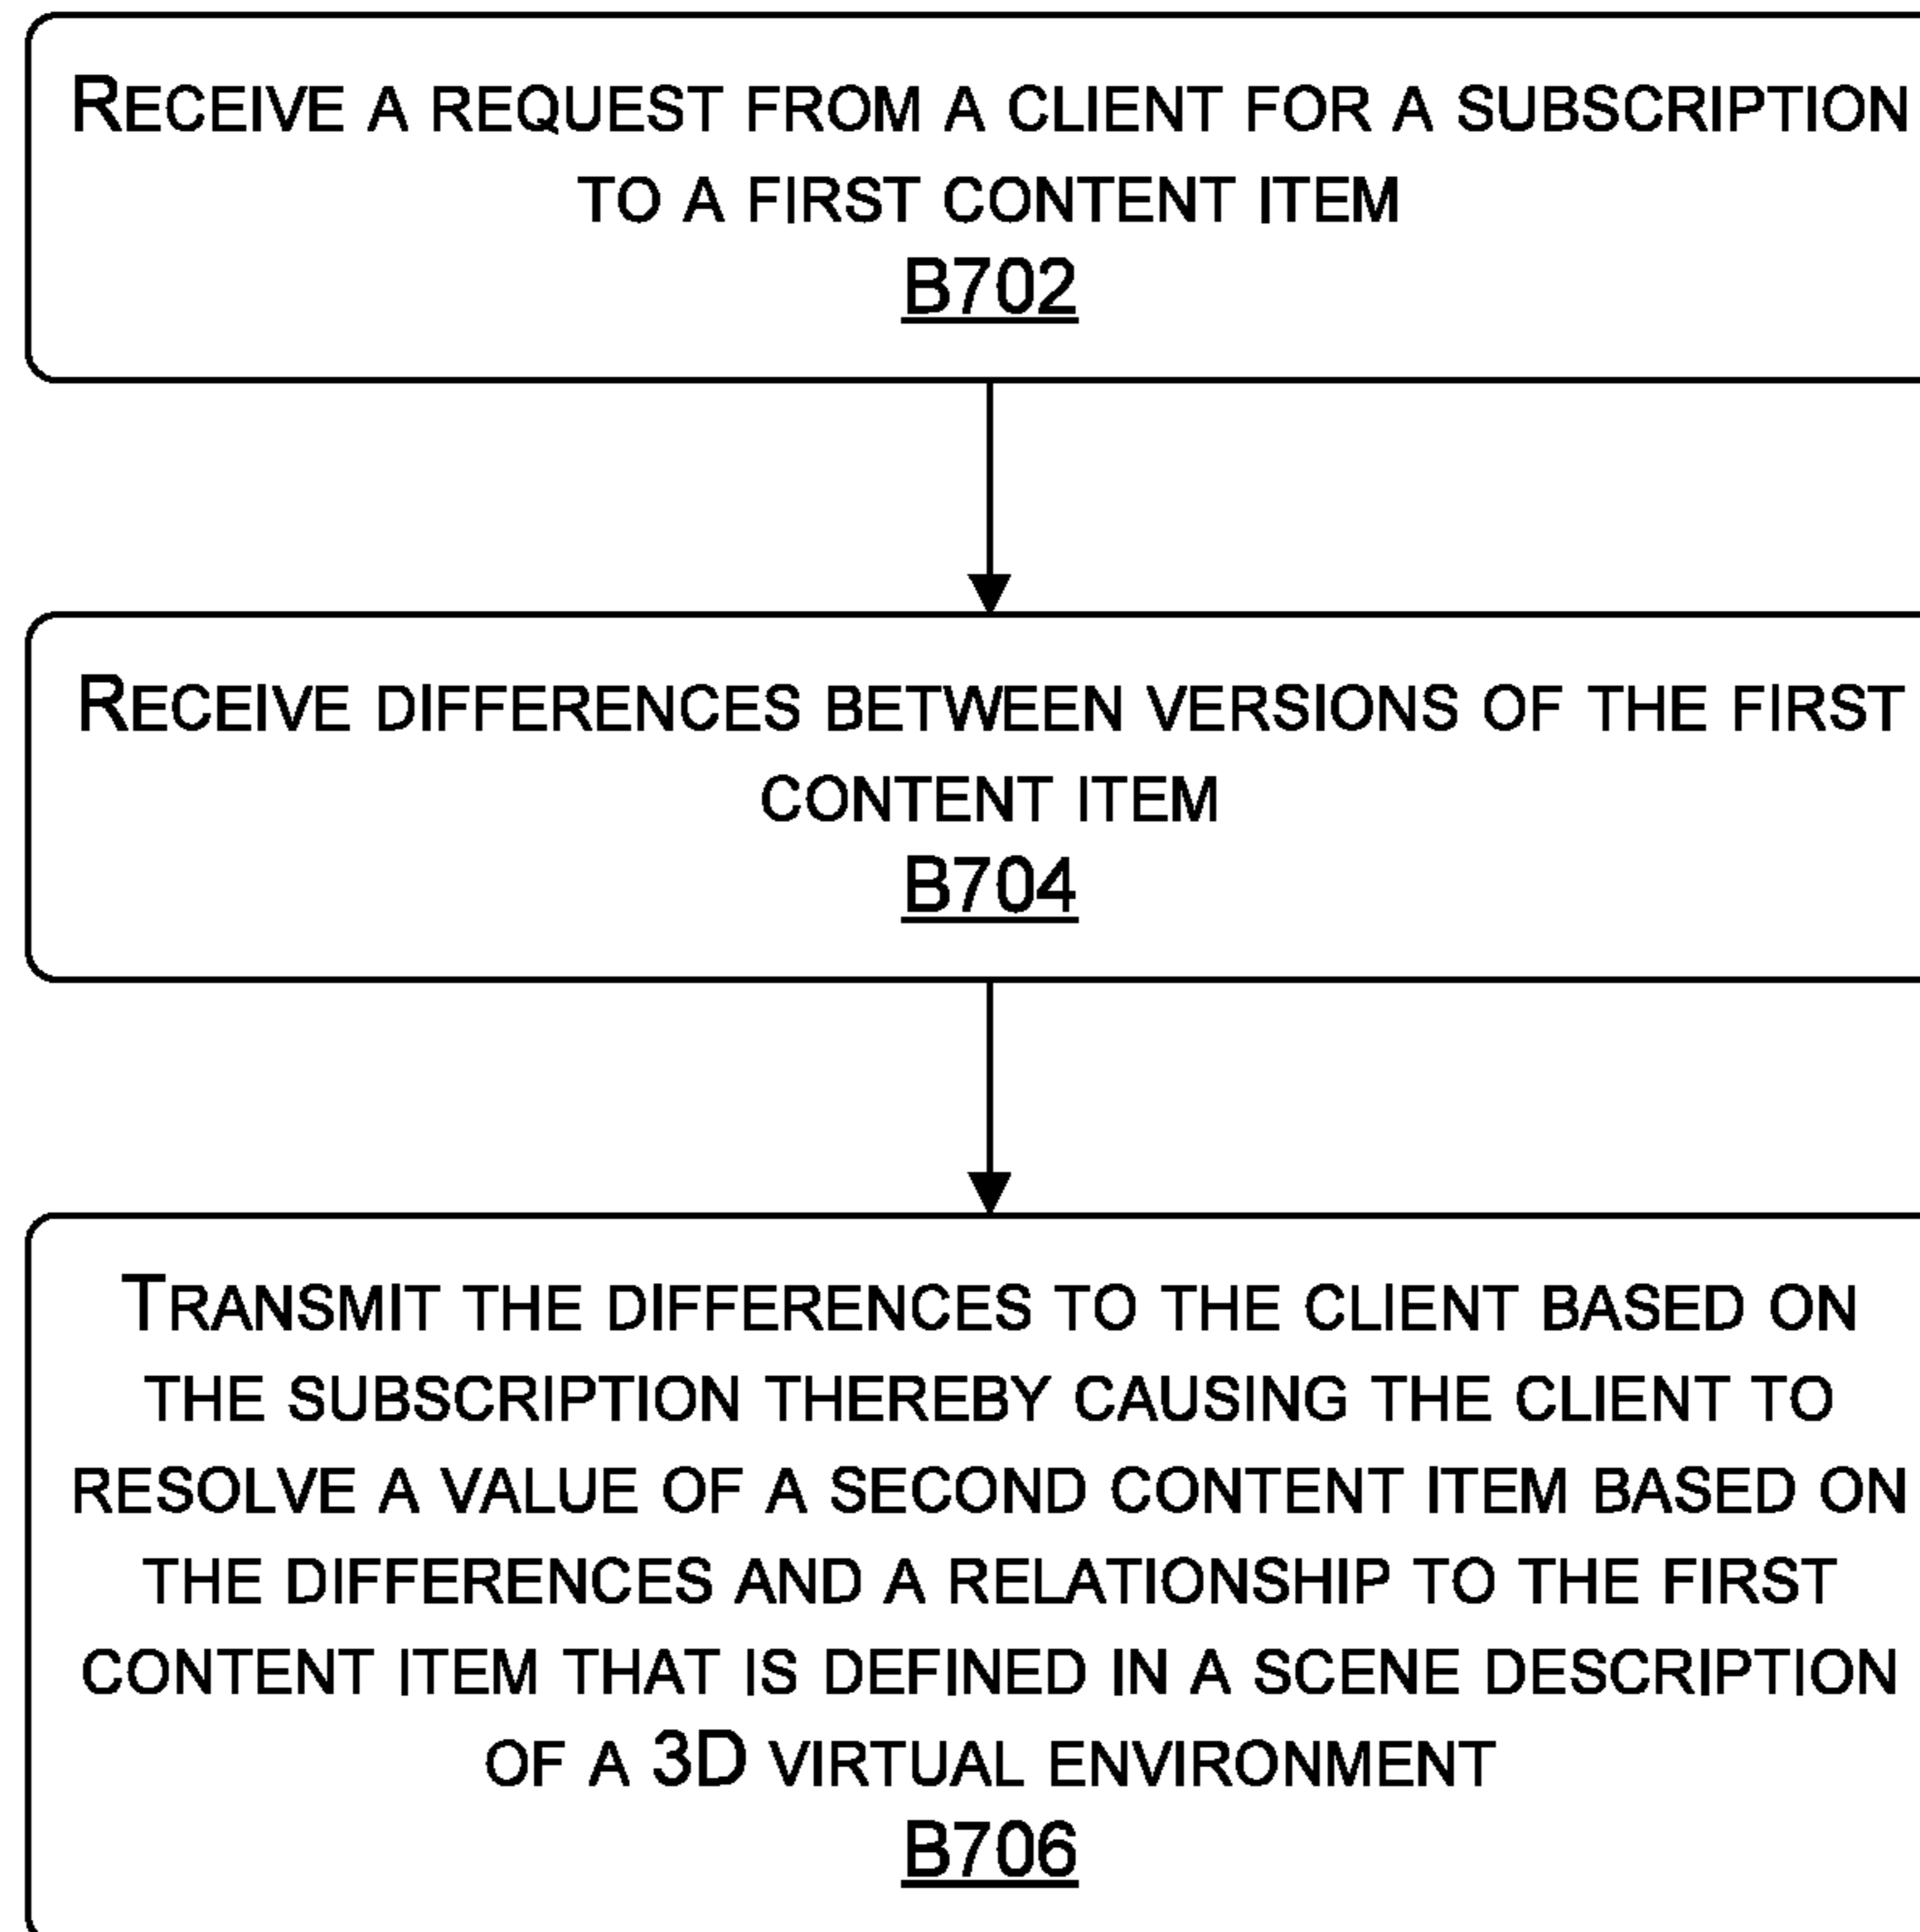 RECEIVE A REQUEST FROM A CLIENT FOR A SUBSCRIPTION
TO A FIRST CONTENT ITEM
B702
RECEIVE DIFFERENCES BETWEEN VERSIONS OF THE FIRST
CONTENT ITEM
B704
TRANSMIT THE DIFFERENCES TO THE CLIENT BASED ON
THE SUBSCRIPTION THEREBY CAUSING THE CLIENT TO
RESOLVE A VALUE OF A SECOND CONTENT ITEM BASED ON
THE DIFFERENCES AND A RELATIONSHIP TO THE FIRST
CONTENT ITEM THAT IS DEFINED IN A SCENE DESCRIPTION
OF A 3D VIRTUAL ENVIRONMENT
B706